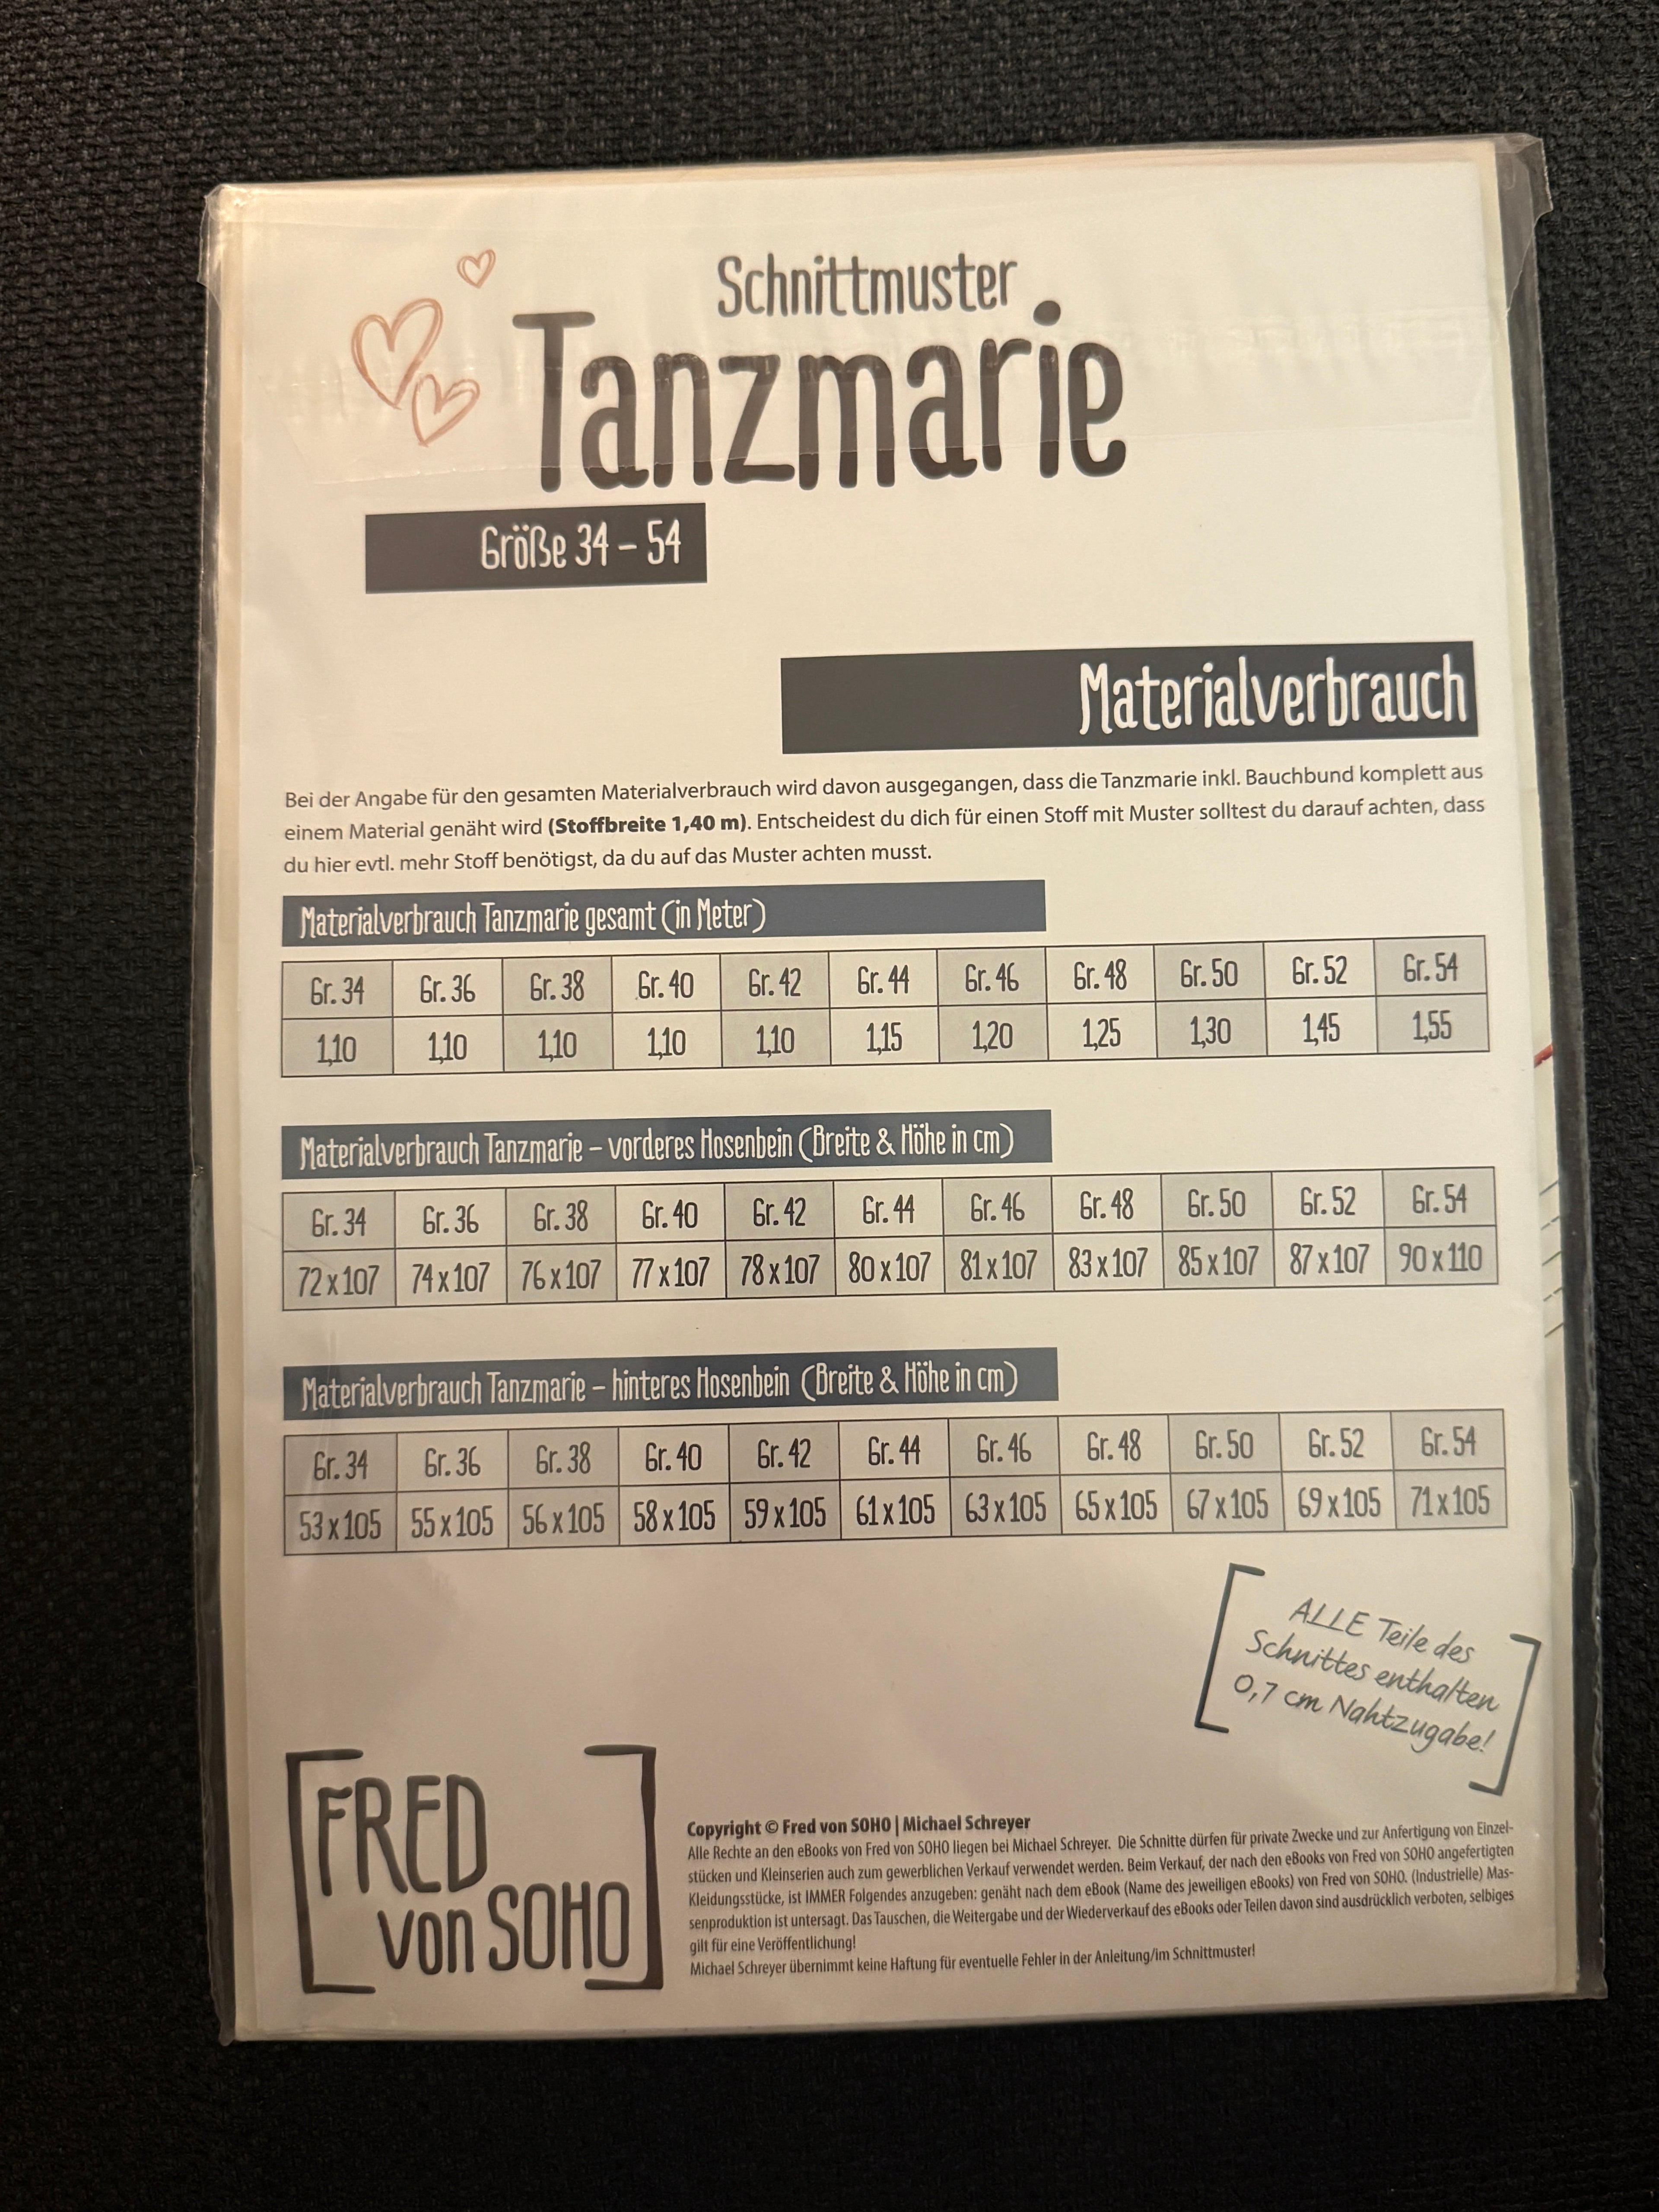 Schnittmuster
Tanzmarie
Größe 34 – 54
Materialverbrauch
Bei der Angabe für den gesamten Materialverbrauch wird davon ausgegangen, dass die Tanzmarie inkl. Bauchbund komplett aus
einem Material genäht wird (Stoffbreite 1,40 m). Entscheidest du dich für einen Stoff mit Muster solltest du darauf achten, dass
du hier evtl. mehr Stoff benötigst, da du auf das Muster achten musst.
Materialverbrauch Tanzmarie gesamt (in Meter)
Gr. 34 Gr. 36 Gr. 38 Gr. 40 Gr. 42 Gr. 44 Gr. 46 Gr. 48 Gr. 50 Gr. 52 Gr. 54
1,10 1,10 1,10 1,10 1,10 1,15 1,20 1,25 1,30 1,45 1,55
Materialverbrauch Tanzmarie – vorderes Hosenbein (Breite & Höhe in cm)
Gr. 34 Gr. 36 Gr. 38 Gr. 40 Gr. 42 Gr. 44 Gr. 46 Gr. 48 Gr. 50 Gr. 52 Gr. 54
72 x 107 74 x 107 76 x 107 77 x 107 78 x 107 80 x 107 81 x 107 83 x 107 85 x 107 87 x 107 90 x 110
Materialverbrauch Tanzmarie – hinteres Hosenbein (Breite & Höhe in cm)
Gr. 34 Gr. 36 Gr. 38 Gr. 40 Gr. 42 Gr. 44 Gr. 46 Gr. 48 Gr. 50 Gr. 52 Gr. 54
53 x 105 55 x 105 56 x 105 58 x 105 59 x 105 61 x 105 63 x 105 65 x 105 67 x 105 69 x 105 71 x 105
ALLE Teile des
Schnittes enthalten
0,7 cm Nahtzugabe!
FRED
von SOHO
Copyright © Fred von SOHO | Michael Schreyer
Alle Rechte an den eBooks von Fred von SOHO liegen bei Michael Schreyer. Die Schnitte dürfen für private Zwecke und zur Anfertigung von Einzel-
stücken und Kleinserien auch zum gewerblichen Verkauf verwendet werden. Beim Verkauf, der nach den eBooks von Fred von SOHO angefertigten
Kleidungsstücke, ist IMMER Folgendes anzugeben: genäht nach dem eBook (Name des jeweiligen eBooks) von Fred von SOHO. (Industrielle) Mas-
senproduktion ist untersagt. Das Tauschen, die Weitergabe und der Wiederverkauf des eBooks oder Teilen davon sind ausdrücklich verboten, selbiges
gilt für eine Veröffentlichung!
Michael Schreyer übernimmt keine Haftung für eventuelle Fehler in der Anleitung/im Schnittmuster!